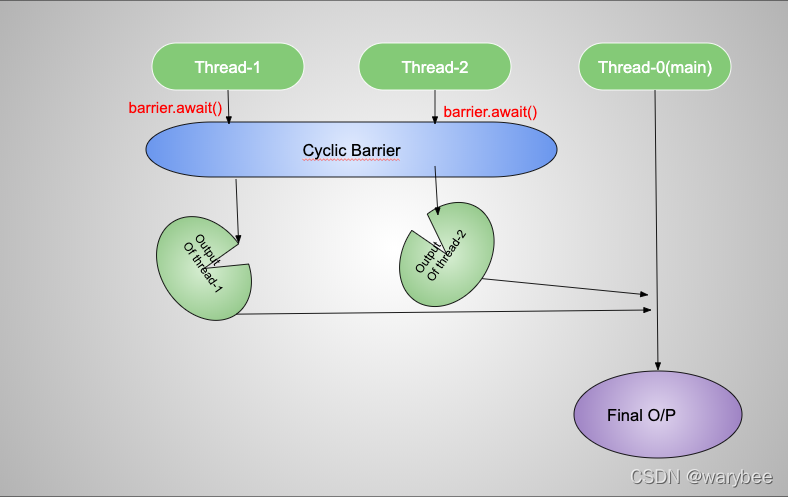 Thread-1
Thread-2
Thread-0(main)
barrier.await()
barrier.await()
Cyclic Barrier
Output
Of thread-1
Output
Of thread-2
Final O/P
CSDN @warybee